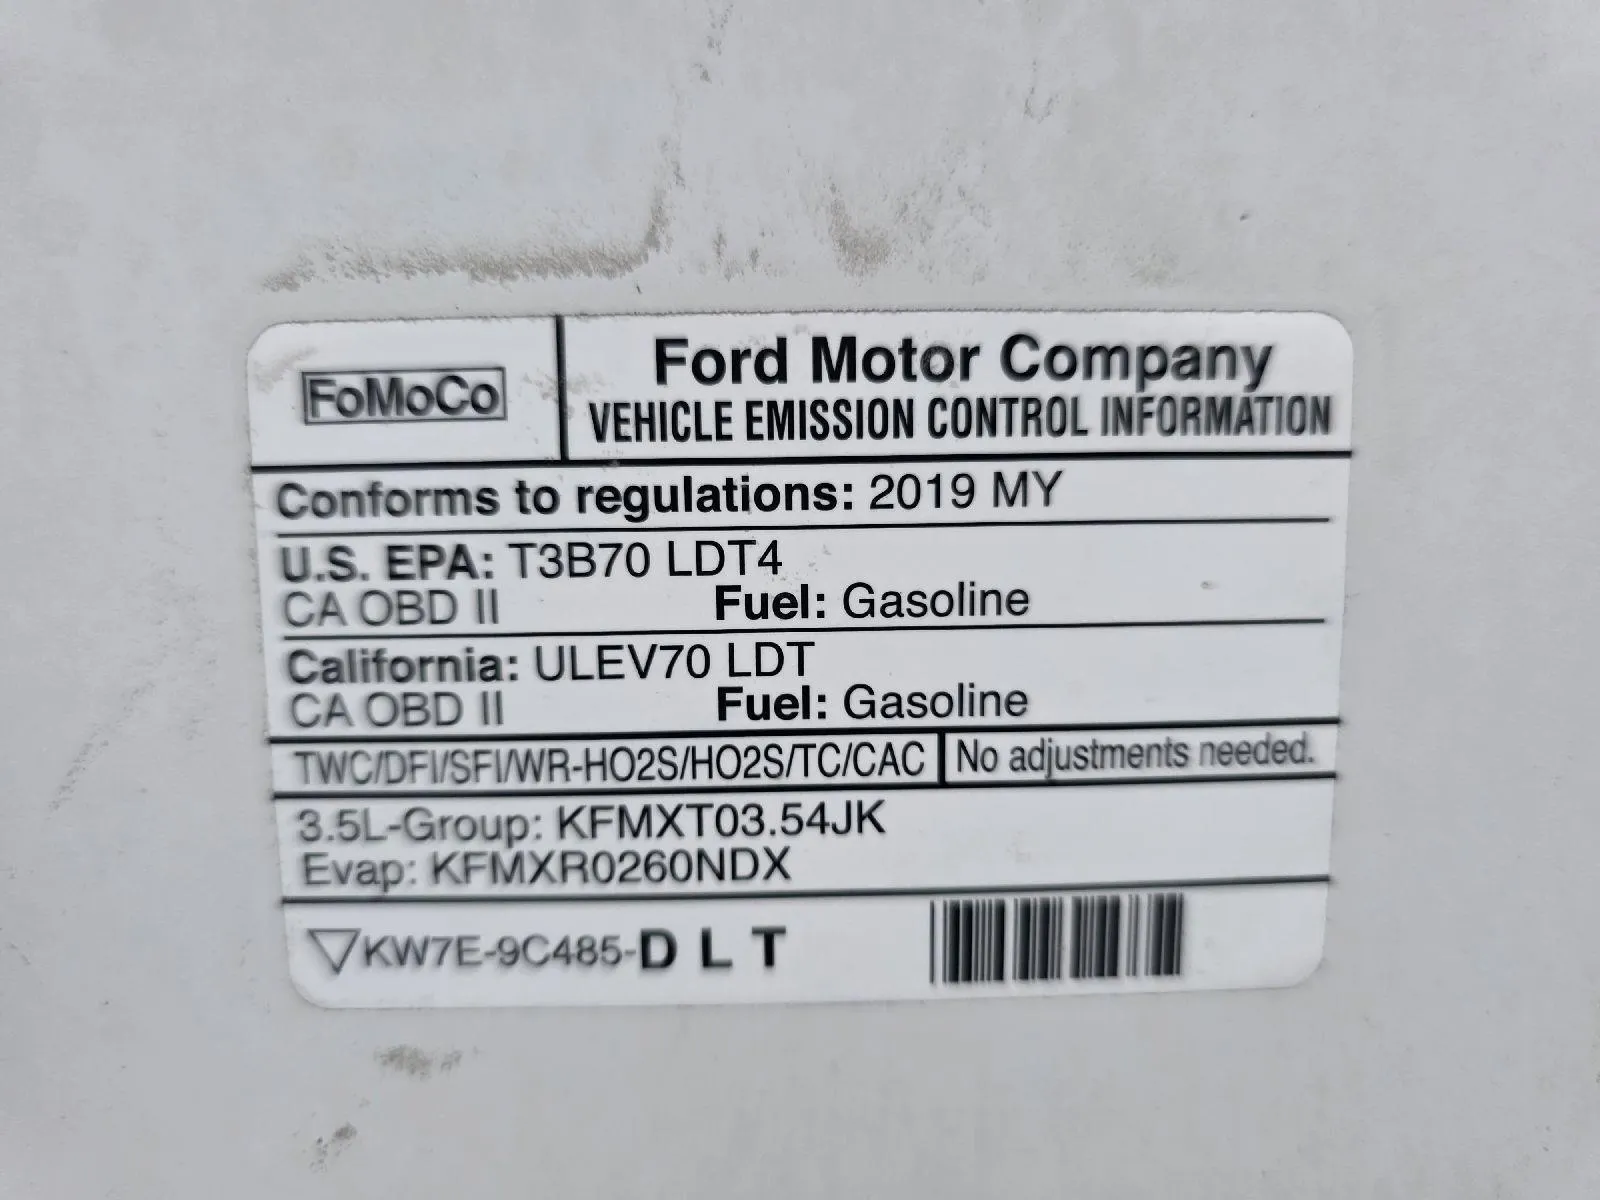 FoMoCo
Ford Motor Company
VEHICLE EMISSION CONTROL INFORMATION
Conforms to regulations: 2019 MY
U.S. EPA: T3B70 LDT4
CA OBD II Fuel: Gasoline
California: ULEV70 LDT
CA OBD II Fuel: Gasoline
TWC/DFI/SFI/WR-HO2S/HO2S/TC/CAC No adjustments needed.
3.5L-Group: KFMXT03.54JK
Evap: KFMXR0260NDX
▽KW7E-9C485-D L T